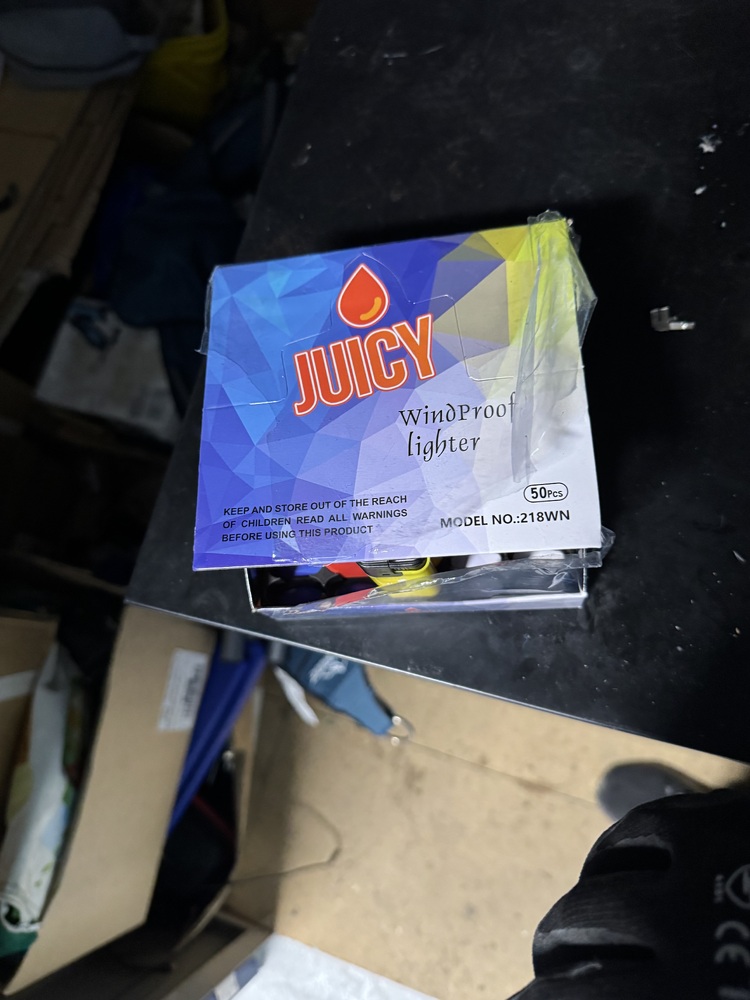 JUICY
WindProof
lighter
50Pcs
KEEP AND STORE OUT OF THE REACH
OF CHILDREN READ ALL WARNINGS
BEFORE USING THIS PRODUCT
MODEL NO.:218WN
CE